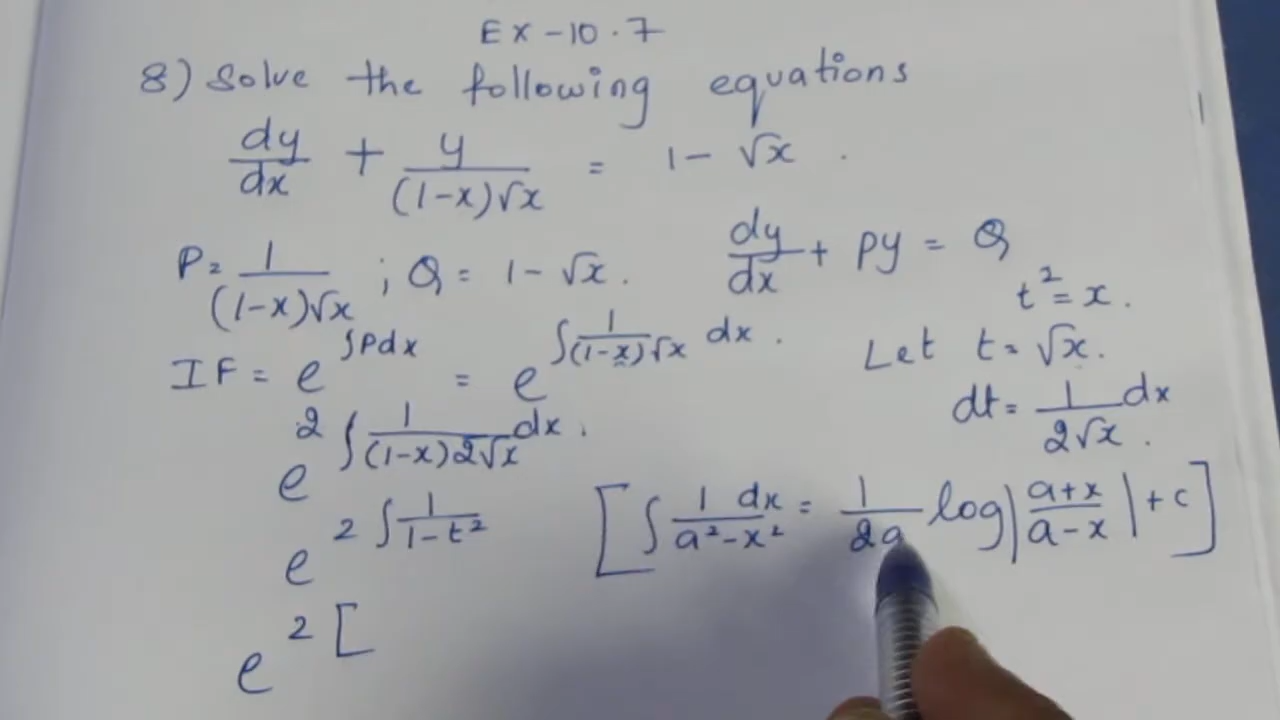 Ex - 10.7
8) Solve the following equations
dy/dx + y/((1-x)√x) = 1 - √x .
P = 1/((1-x)√x) ; Q = 1 - √x . dy/dx + py = Q
t² = x .
IF = e^∫Pdx = e^∫ 1/((1-x)√x) dx . Let t = √x .
dt = 1/(2√x) dx .
e^2∫ 1/((1-x)2√x) dx .
e^2∫ 1/(1-t²) [ ∫ 1 dx/(a²-x²) = 1/2a log |(a+x)/(a-x)| + c ]
e^2 [